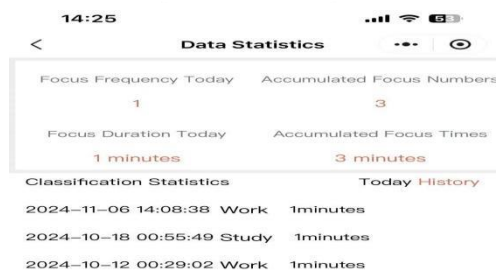 14:25
53
< Data Statistics
Focus Frequency Today Accumulated Focus Numbers
1 3
Focus Duration Today Accumulated Focus Times
1 minutes 3 minutes
Classification Statistics Today History
2024-11-06 14:08:38 Work 1minutes
2024-10-18 00:55:49 Study 1minutes
2024-10-12 00:29:02 Work 1minutes